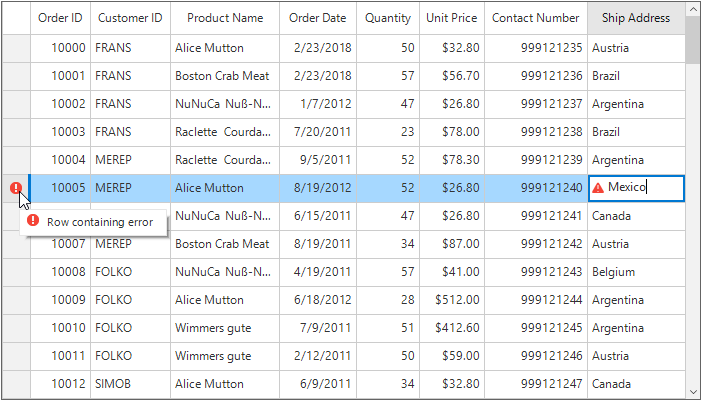 Order ID Customer ID Product Name Order Date Quantity Unit Price Contact Number Ship Address
10000 FRANS Alice Mutton 2/23/2018 50 $32.80 999121235 Austria
10001 FRANS Boston Crab Meat 2/23/2018 57 $56.70 999121236 Brazil
10002 FRANS NuNuCa Nuß-N... 1/7/2012 47 $26.80 999121237 Argentina
10003 FRANS Raclette Courda... 7/20/2011 23 $78.00 999121238 Brazil
10004 MEREP Raclette Courda... 9/5/2011 52 $78.30 999121239 Argentina
10005 MEREP Alice Mutton 8/19/2012 52 $26.80 999121240 Mexico
NuNuCa Nuß-N... 6/15/2011 47 $26.80 999121241 Canada
Row containing error
10007 MEREP Boston Crab Meat 8/19/2011 34 $87.00 999121242 Austria
10008 FOLKO NuNuCa Nuß-N... 4/19/2011 57 $41.00 999121243 Belgium
10009 FOLKO Alice Mutton 6/18/2012 28 $512.00 999121244 Argentina
10010 FOLKO Wimmers gute 7/9/2011 51 $412.60 999121245 Argentina
10011 FOLKO Wimmers gute 2/12/2011 50 $59.00 999121246 Austria
10012 SIMOB Alice Mutton 6/9/2011 34 $32.80 999121247 Canada